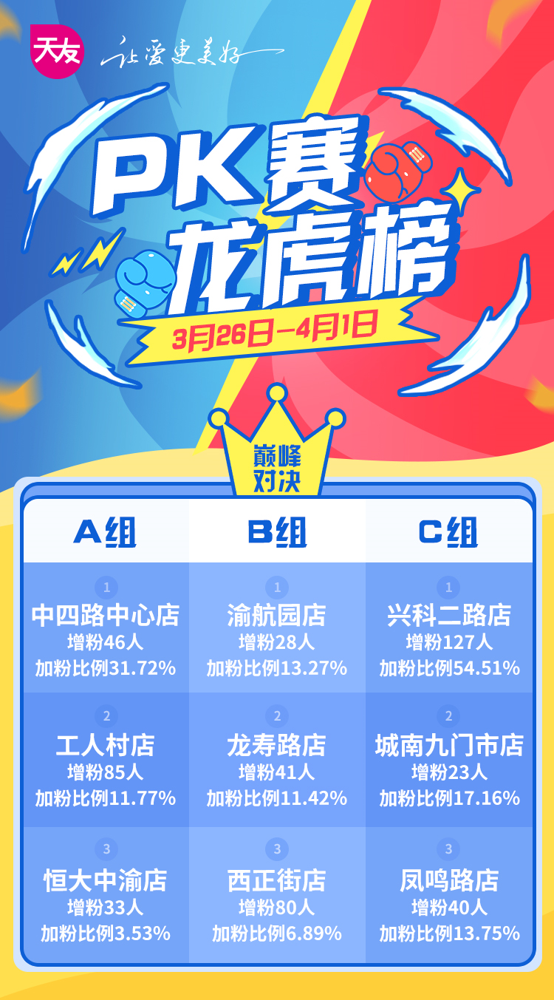 天友
让爱更美好
PK赛
龙虎榜
3月26日—4月1日
巅峰
对决
A组
B组
C组
1
中四路中心店
增粉46人
加粉比例31.72%
1
渝航园店
增粉28人
加粉比例13.27%
1
兴科二路店
增粉127人
加粉比例54.51%
2
工人村店
增粉85人
加粉比例11.77%
2
龙寿路店
增粉41人
加粉比例11.42%
2
城南九门市店
增粉23人
加粉比例17.16%
3
恒大中渝店
增粉33人
加粉比例3.53%
3
西正街店
增粉80人
加粉比例6.89%
3
凤鸣路店
增粉40人
加粉比例13.75%